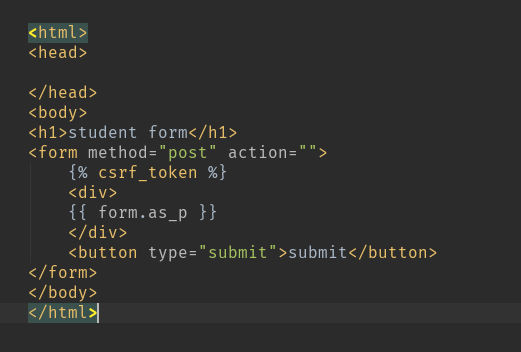 <html>
<head>
</head>
<body>
<h1>student form</h1>
<form method="post" action="">
{% csrf_token %}
<div>
{{ form.as_p }}
</div>
<button type="submit">submit</button>
</form>
</body>
</html>